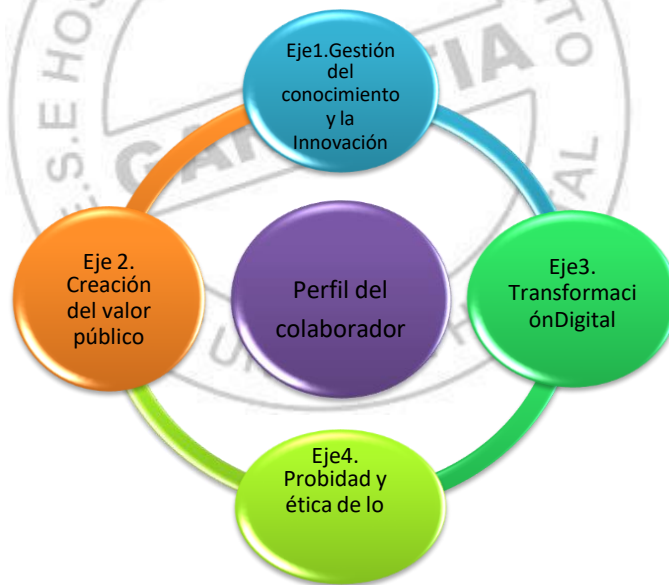 Eje1.Gestión
del
conocimiento
y la
Innovación
Eje 2.
Creación
del valor
público
Perfil del
colaborador
Eje3.
Transformaci
ónDigital
Eje4.
Probidad y
ética de lo
E.S.E HOS